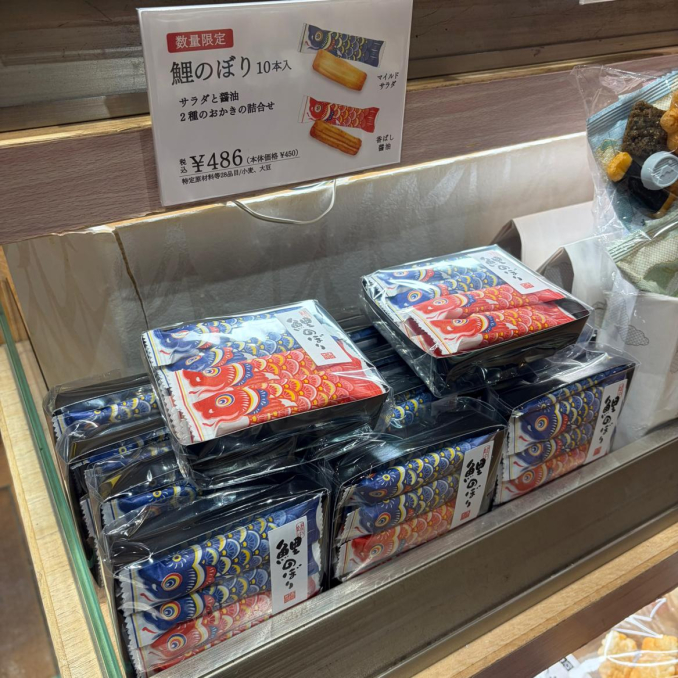 数量限定
鯉のぼり 10本入
サラダと醤油
2種のおかきの詰合せ
税込 ¥486 (本体価格 ¥450)
特定原材料等28品目/小麦、大豆
マイルド
サラダ
香ばし
醤油
鯉のぼり
鯉のぼり
鯉のぼり
鯉のぼり
鯉のぼり